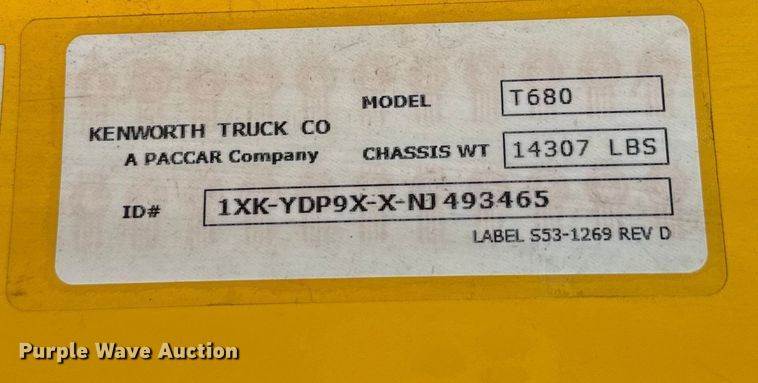 MODEL T680
KENWORTH TRUCK CO
A PACCAR Company
CHASSIS WT 14307 LBS
ID# 1XK-YDP9X-X-NJ 493465
LABEL S53-1269 REV D
Purple Wave Auction